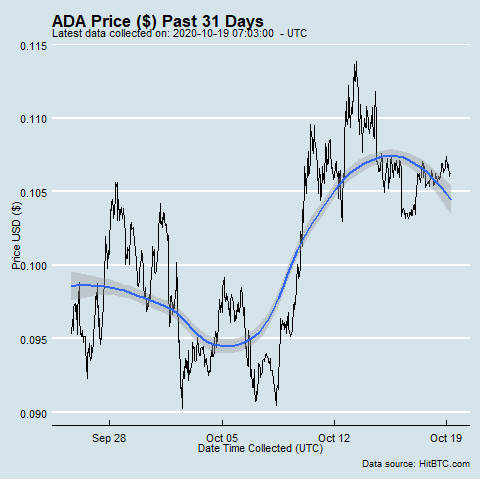 ADA Price ($) Past 31 Days
Latest data collected on: 2020-10-19 07:03:00 - UTC
0.115
0.110
0.105
0.100
0.095
0.090
Price USD ($)
Sep 28 Oct 05 Oct 12 Oct 19
Date Time Collected (UTC)
Data source: HitBTC.com